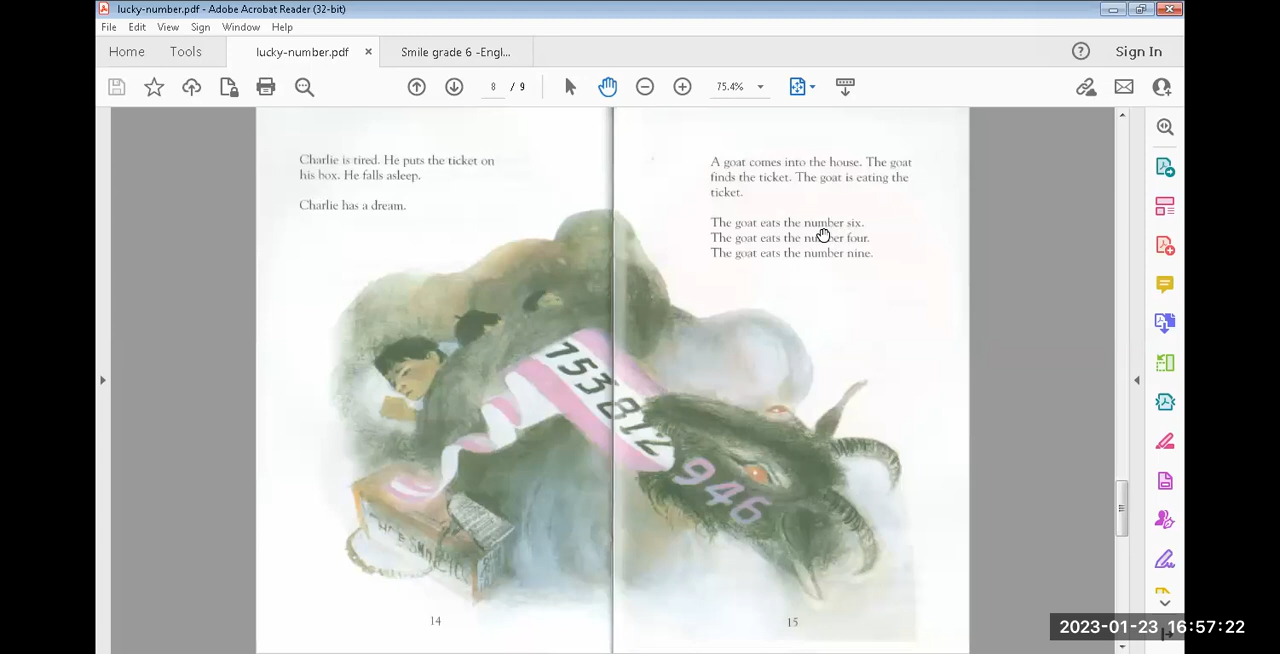 lucky-number.pdf - Adobe Acrobat Reader (32-bit)
File Edit View Sign Window Help
Home Tools lucky-number.pdf × Smile grade 6 -Engl... Sign In
8 / 9 75.4%
Charlie is tired. He puts the ticket on
his box. He falls asleep.
Charlie has a dream.
A goat comes into the house. The goat
finds the ticket. The goat is eating the
ticket.
The goat eats the number six.
The goat eats the number four.
The goat eats the number nine.
753812
946
14
15
2023-01-23 16:57:22